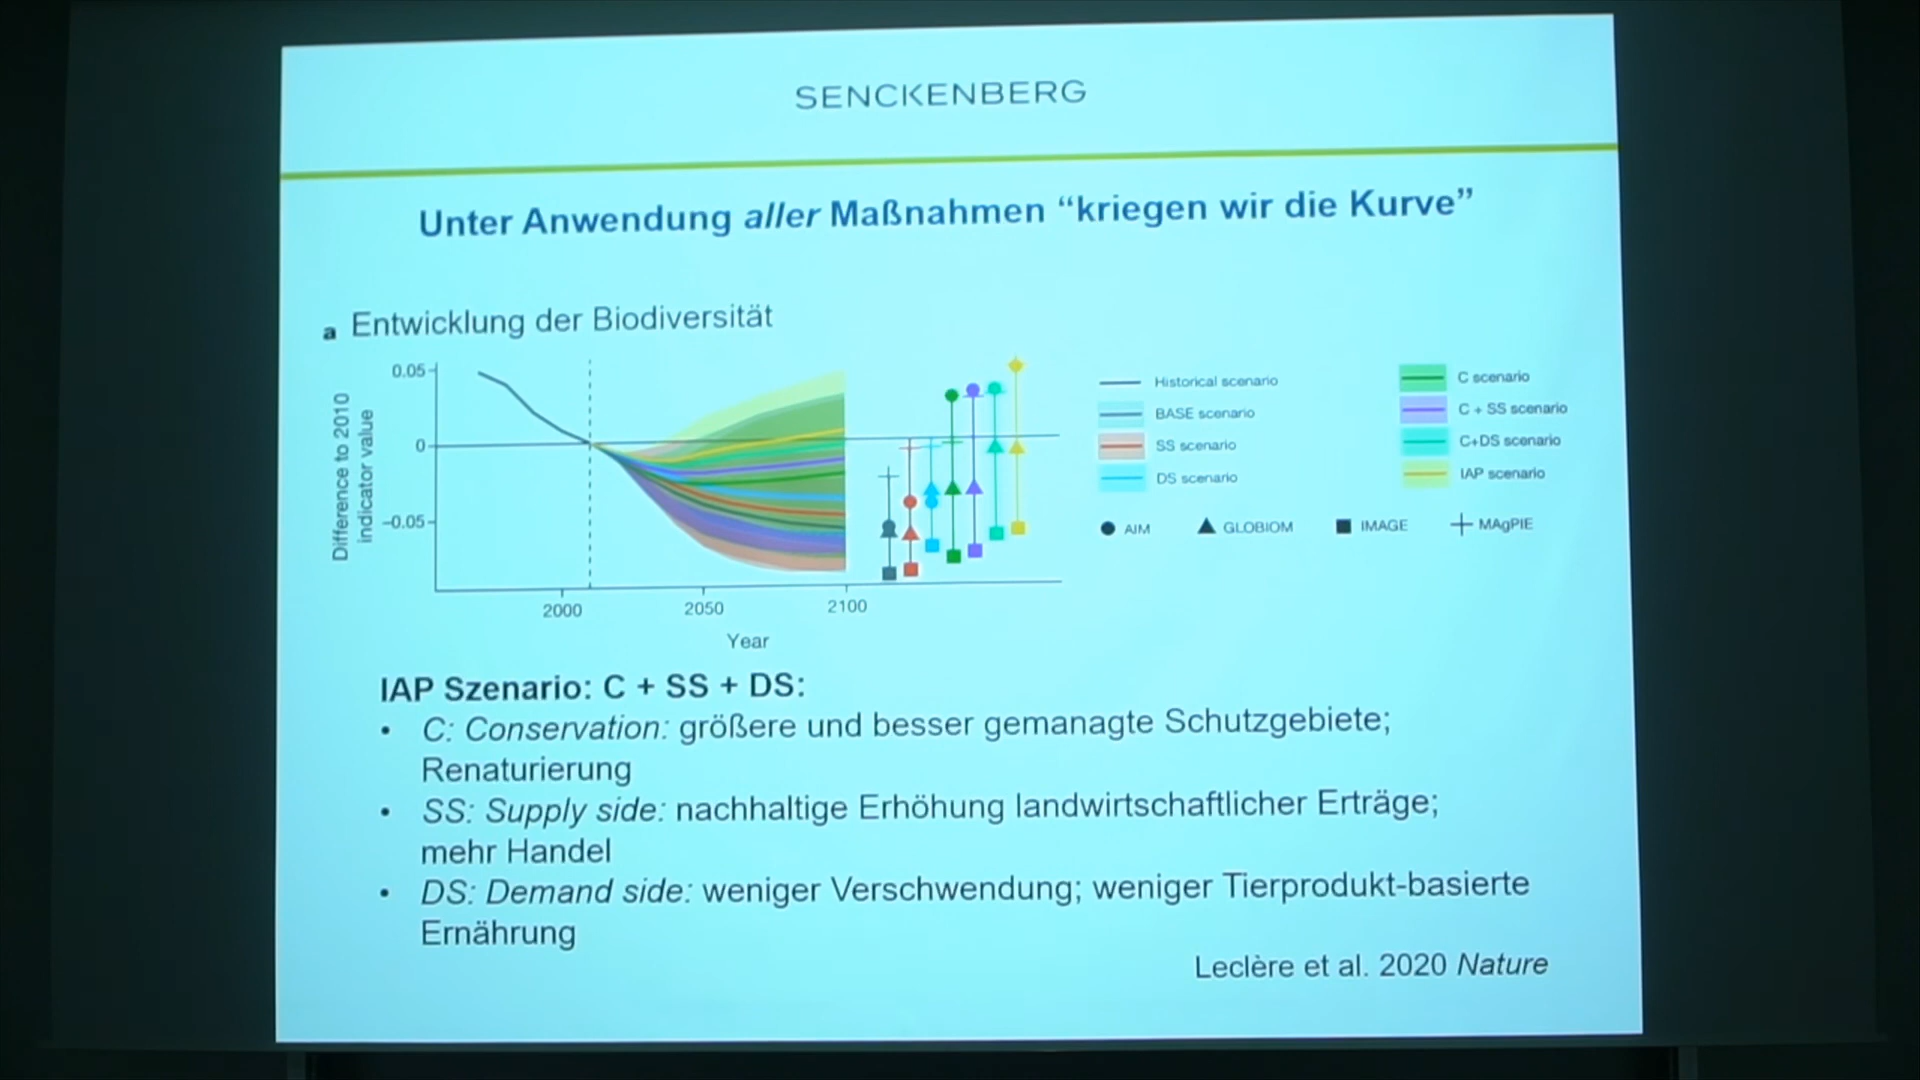 SENCKENBERG
Unter Anwendung aller Maßnahmen “kriegen wir die Kurve”
a Entwicklung der Biodiversität
Difference to 2010
indicator value
0.05
0
−0.05
2000
2050
2100
Year
Historical scenario
BASE scenario
SS scenario
DS scenario
C scenario
C + SS scenario
C+DS scenario
IAP scenario
AIM
GLOBIOM
IMAGE
MAgPIE
IAP Szenario: C + SS + DS:
• C: Conservation: größere und besser gemanagte Schutzgebiete;
Renaturierung
• SS: Supply side: nachhaltige Erhöhung landwirtschaftlicher Erträge;
mehr Handel
• DS: Demand side: weniger Verschwendung; weniger Tierprodukt-basierte
Ernährung
Leclère et al. 2020 Nature